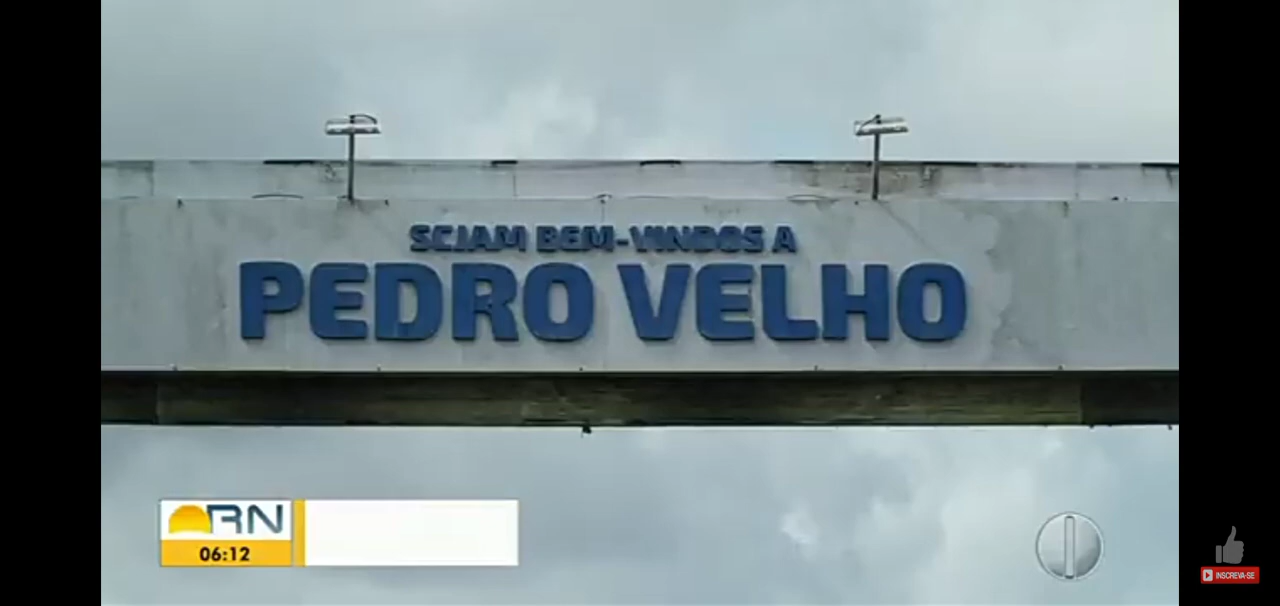 SEJAM BEM-VINDOS A
PEDRO VELHO
RN
06:12
INSCREVA-SE